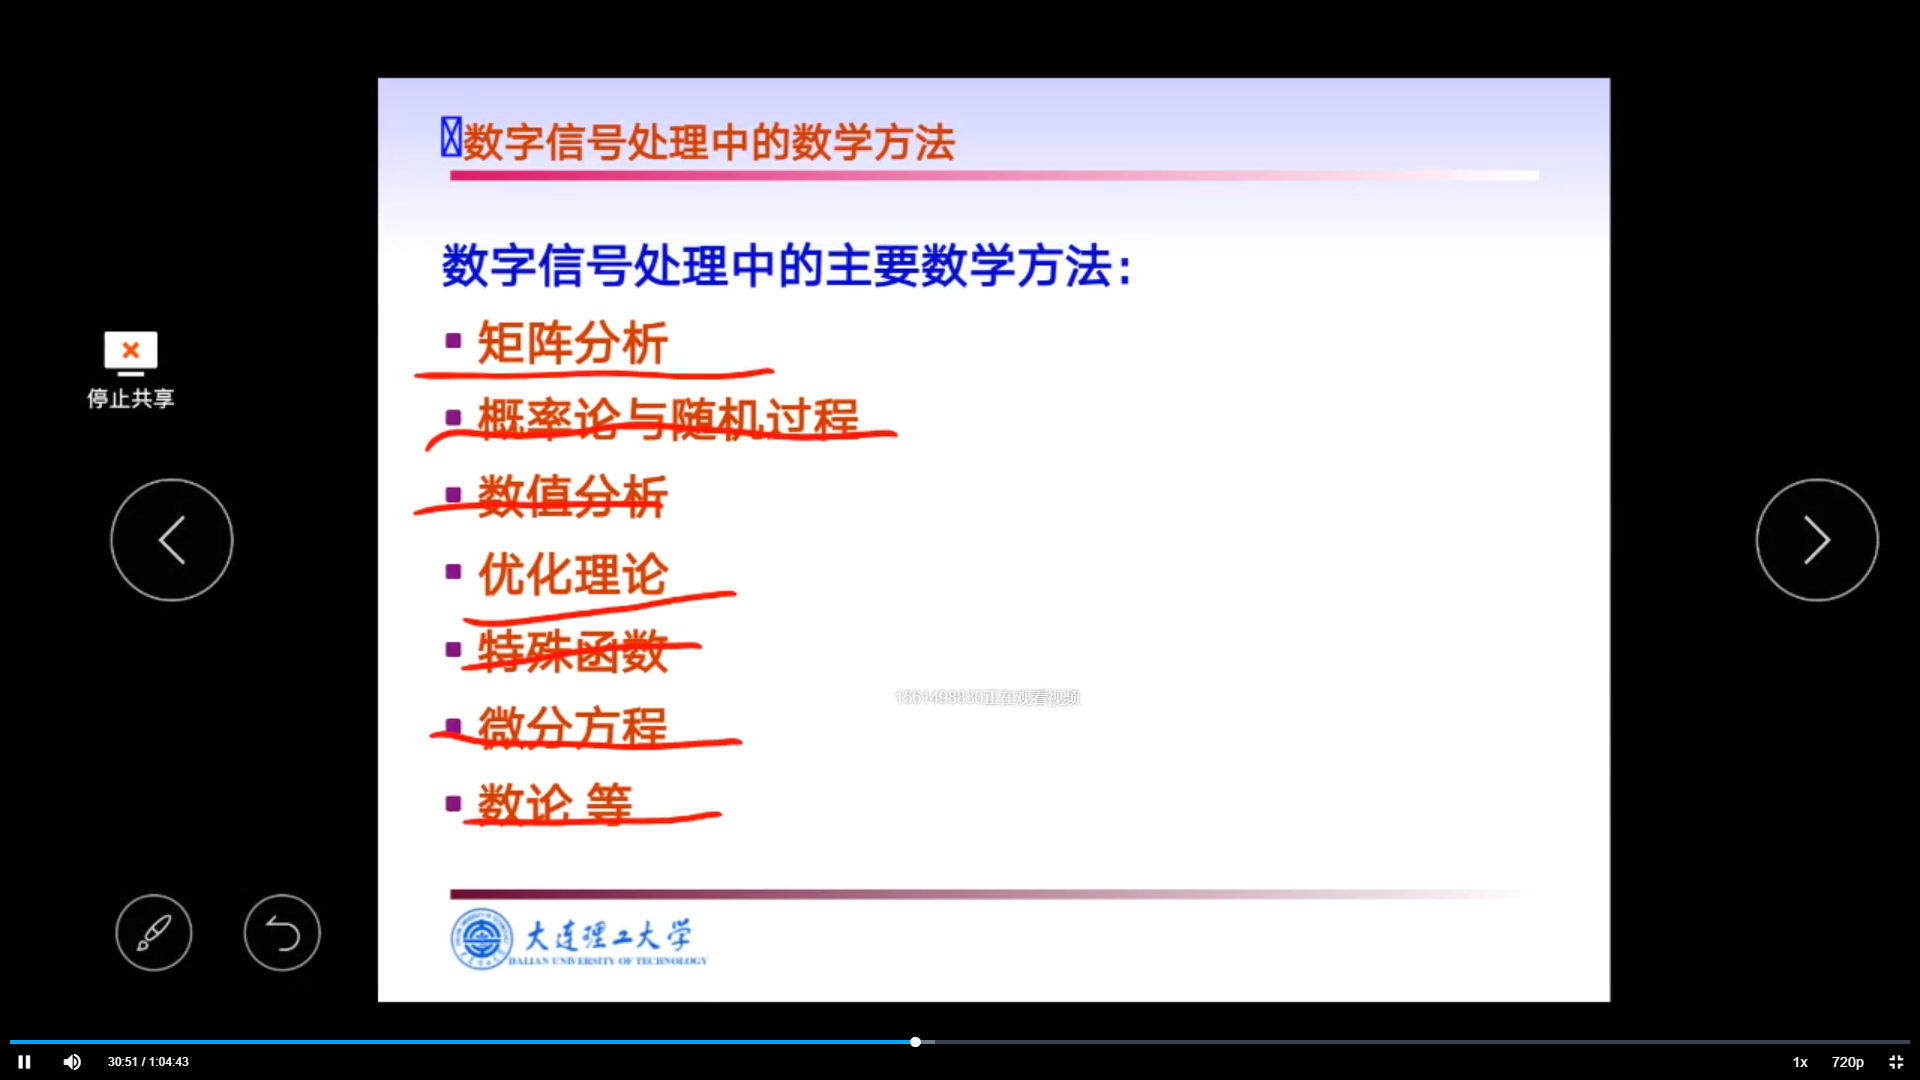 数字信号处理中的数学方法
数字信号处理中的主要数学方法：
停止共享
矩阵分析
概率论与随机过程
数值分析
优化理论
特殊函数
1561498830正在观看视频
微分方程
数论 等
大连理工大学
DALIAN UNIVERSITY OF TECHNOLOGY
30:51 / 1:04:43
1x
720p